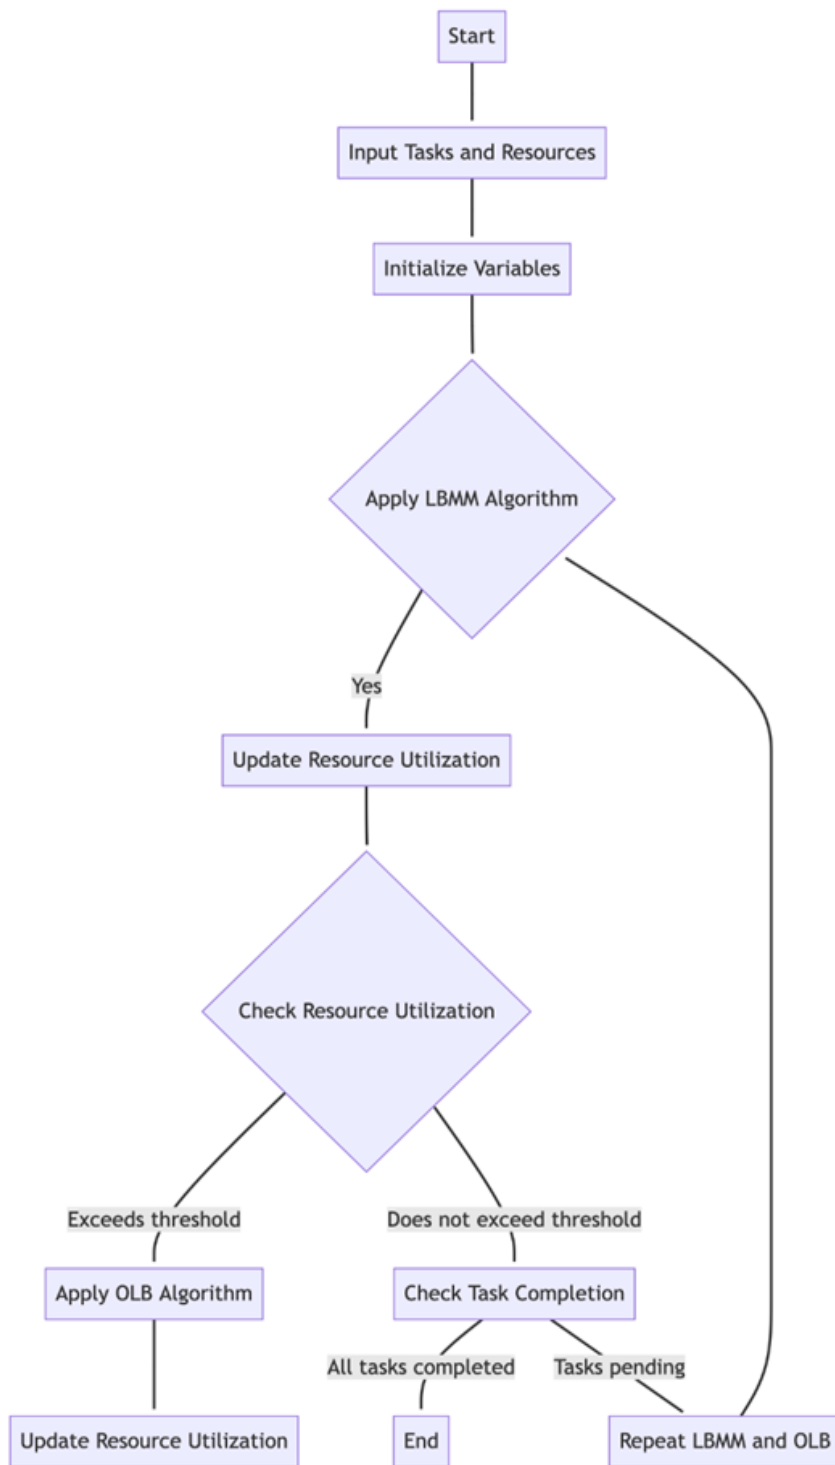 Start
Input Tasks and Resources
Initialize Variables
Apply LBMM Algorithm
Yes
Update Resource Utilization
Check Resource Utilization
Exceeds threshold
Does not exceed threshold
Apply OLB Algorithm
Check Task Completion
All tasks completed
Tasks pending
Update Resource Utilization
End
Repeat LBMM and OLB